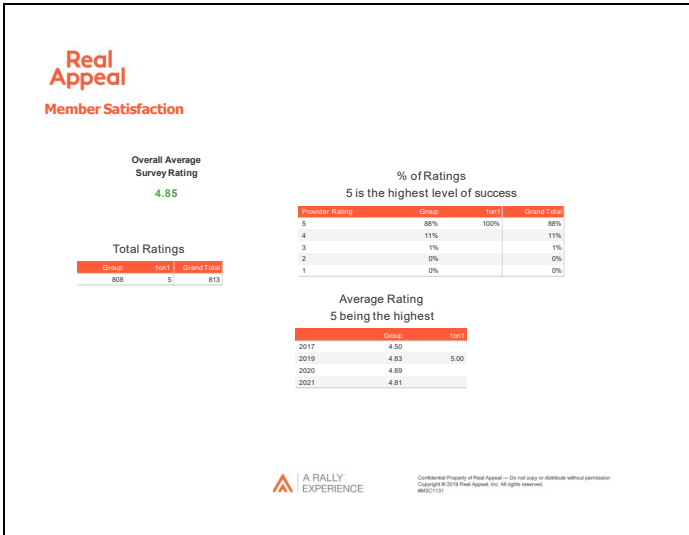 Real
Appeal
Member Satisfaction
Overall Average
Survey Rating
4.85
Total Ratings
Group 1on1 Grand Total
808 5 813
% of Ratings
5 is the highest level of success
Provider Rating Group 1on1 Grand Total
5 88% 100% 88%
4 11% 11%
3 1% 1%
2 0% 0%
1 0% 0%
Average Rating
5 being the highest
Group 1on1
2017 4.50
2019 4.83 5.00
2020 4.89
2021 4.81
A RALLY
EXPERIENCE
Confidential Property of Real Appeal — Do not copy or distribute without permission
Copyright © 2019 Real Appeal, Inc. All rights reserved.
#MSC1131